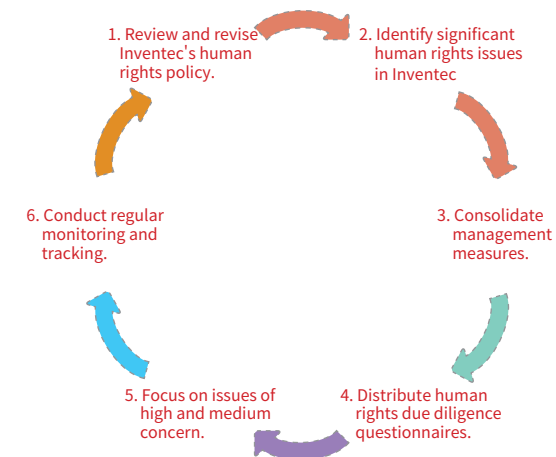 1. Review and revise
Inventec's human
rights policy.
2. Identify significant
human rights issues
in Inventec
3. Consolidate
management
measures.
4. Distribute human
rights due diligence
questionnaires.
5. Focus on issues of
high and medium
concern.
6. Conduct regular
monitoring and
tracking.